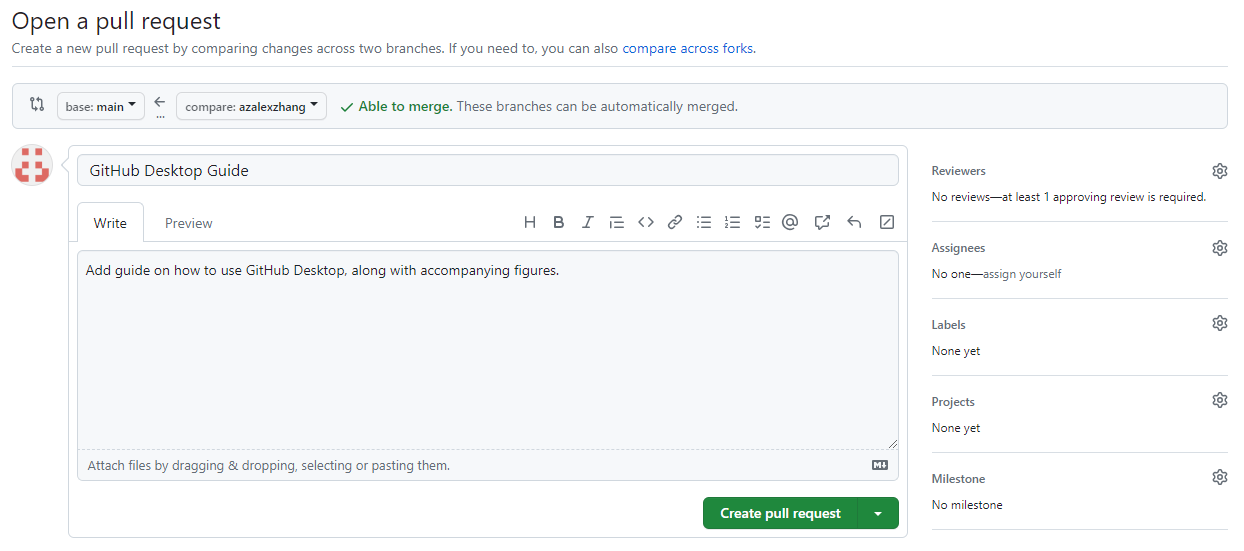 Open a pull request
Create a new pull request by comparing changes across two branches. If you need to, you can also compare across forks.
base: main
...
compare: azalexzhang
Able to merge. These branches can be automatically merged.
GitHub Desktop Guide
Write Preview
Add guide on how to use GitHub Desktop, along with accompanying figures.
Attach files by dragging & dropping, selecting or pasting them.
Create pull request
Reviewers
No reviews—at least 1 approving review is required.
Assignees
No one—assign yourself
Labels
None yet
Projects
None yet
Milestone
No milestone